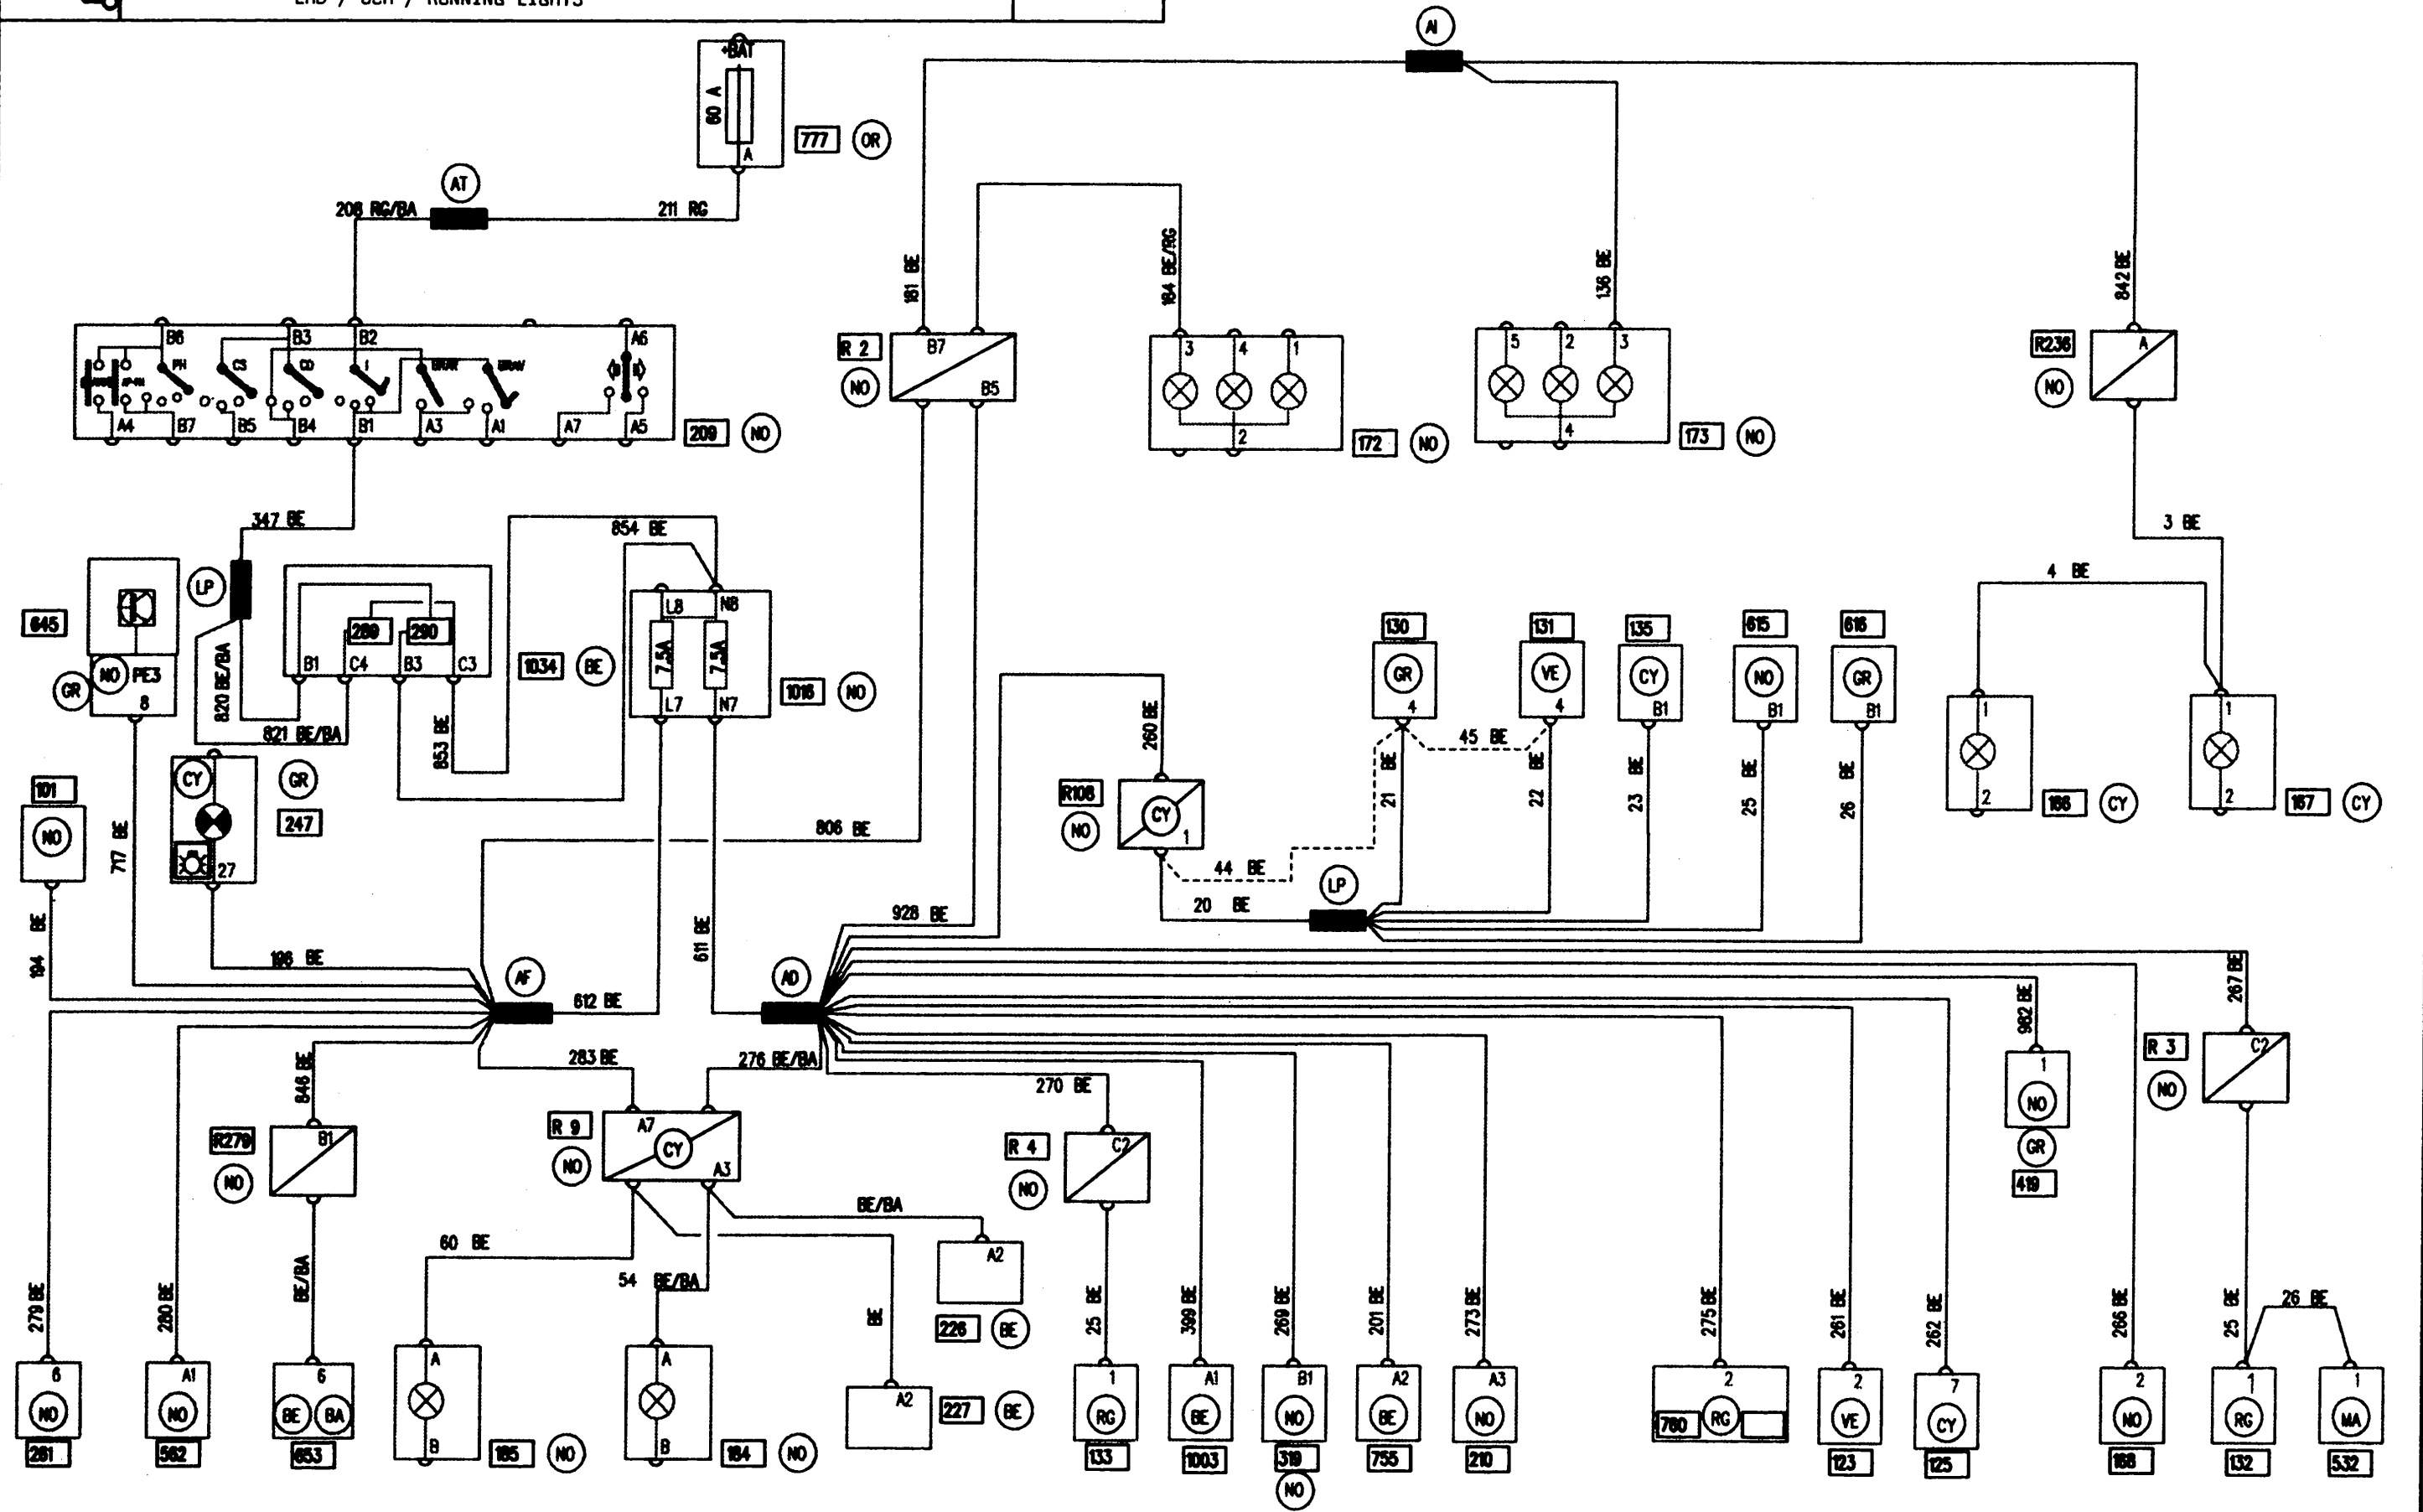 AI
+BAT
60 A
A
777 OR
AT
208 RG/BA
211 RG
181 BE
184 BE/RG
136 BE
842 BE
B6 B3 B2 A6
PH CS CO I
A4 B7 B5 B4 B1 A3 A1 A7 A5
209 NO
R 2
NO
B7
B5
3 4 1
2
172 NO
5 2 3
4
173 NO
R236
NO
A
347 BE
854 BE
3 BE
4 BE
LP
645
GR
NO PE3
8
820 BE/BA
821 BE/BA
289 290
B1 C4 B3 C3
853 BE
1034 BE
L8 N8
7.5A 7.5A
L7 N7
1016 NO
130
GR
4
131
VE
4
135
CY
B1
615
NO
B1
616
GR
B1
45 BE
21 BE
22 BE
23 BE
25 BE
26 BE
1
2
186 CY
1
2
187 CY
101
NO
717 BE
CY
27
GR
247
806 BE
260 BE
R108
NO
CY
1
44 BE
20 BE
LP
194 BE
196 BE
AF
612 BE
611 BE
AD
928 BE
267 BE
982 BE
846 BE
283 BE
276 BE/BA
270 BE
R279
NO
B1
R 9
NO
A7
CY
A3
R 4
NO
C2
1
NO
GR
419
R 3
NO
C2
BE/BA
60 BE
54 BE/BA
BE
A2
226 BE
A2
227 BE
279 BE
280 BE
BE/BA
25 BE
399 BE
269 BE
201 BE
273 BE
275 BE
261 BE
262 BE
266 BE
25 BE
26 BE
6
NO
281
A1
NO
562
6
BE BA
653
A
B
185 NO
A
B
184 NO
1
RG
133
A1
BE
1003
B1
NO
319
NO
A2
BE
755
A3
NO
210
2
760 RG
2
VE
123
7
CY
125
2
NO
188
1
RG
132
1
MA
532